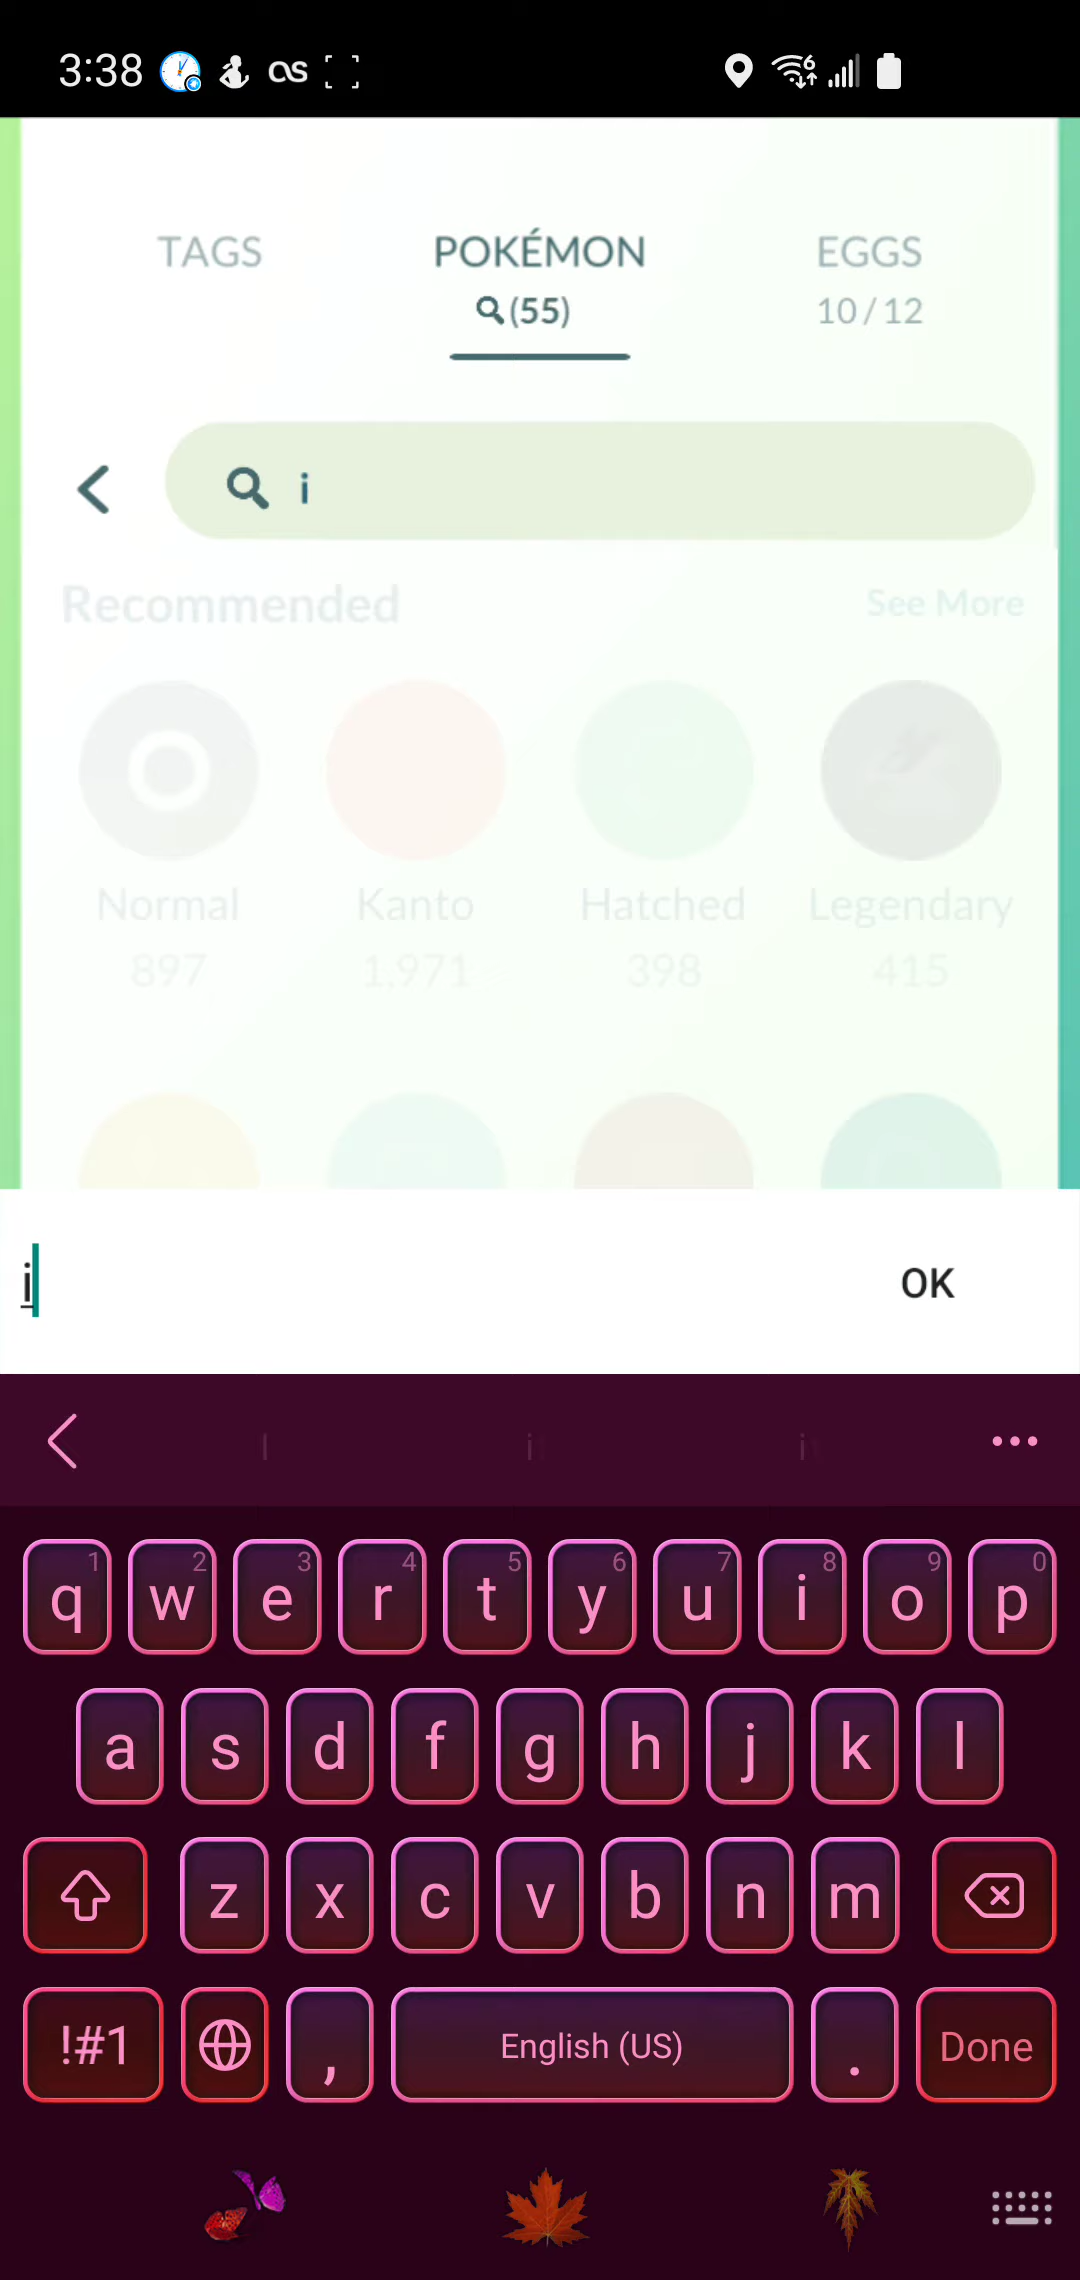 3:38
6
TAGS POKÉMON EGGS
(55) 10 / 12
i
Recommended See More
Normal Kanto Hatched Legendary
897 1,971 398 415
i OK
I i i
1 2 3 4 5 6 7 8 9 0
q w e r t y u i o p
a s d f g h j k l
z x c v b n m
!#1 , English (US) . Done